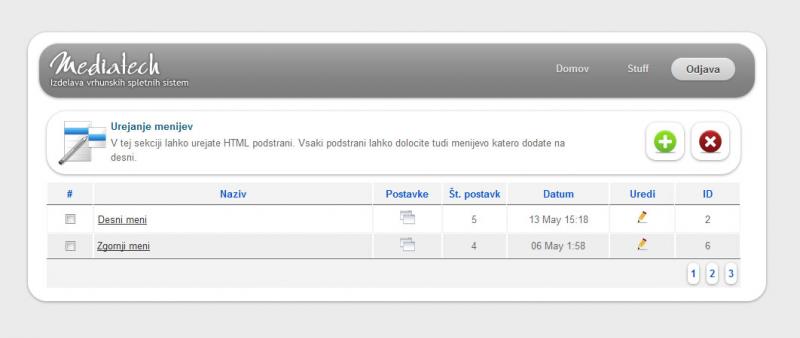 Mediatech
Izdelava vrhunskih spletnih sistem
Domov Stuff Odjava
Urejanje menijev
V tej sekciji lahko urejate HTML podstrani. Vsaki podstrani lahko dolocite tudi menijevo katero dodate na
desni.
# Naziv Postavke Št. postavk Datum Uredi ID
Desni meni 5 13 May 15:18 2
Zgornji meni 4 06 May 1:58 6
1 2 3